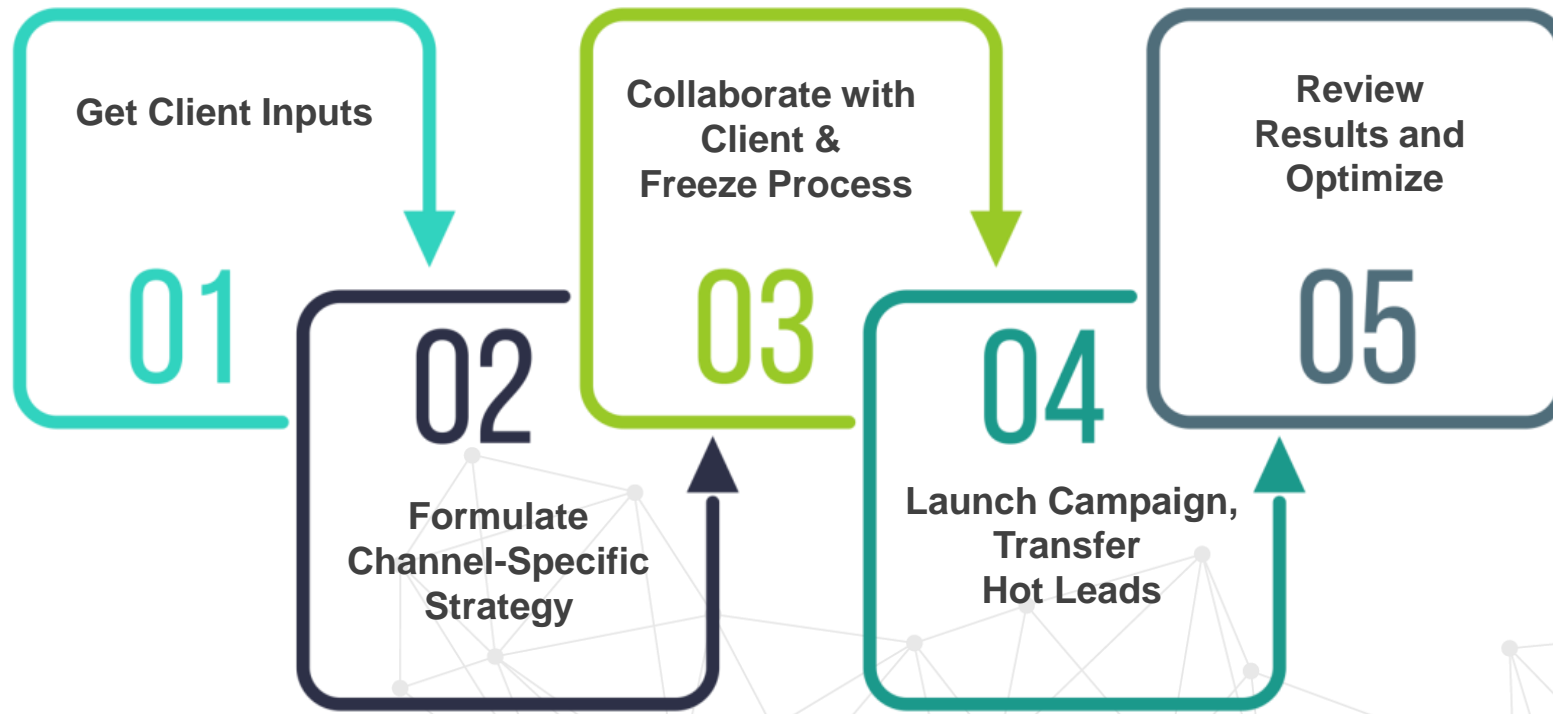 Get Client Inputs
01
02
Formulate
Channel-Specific
Strategy
Collaborate with
Client &
Freeze Process
03
04
Launch Campaign,
Transfer
Hot Leads
Review
Results and
Optimize
05